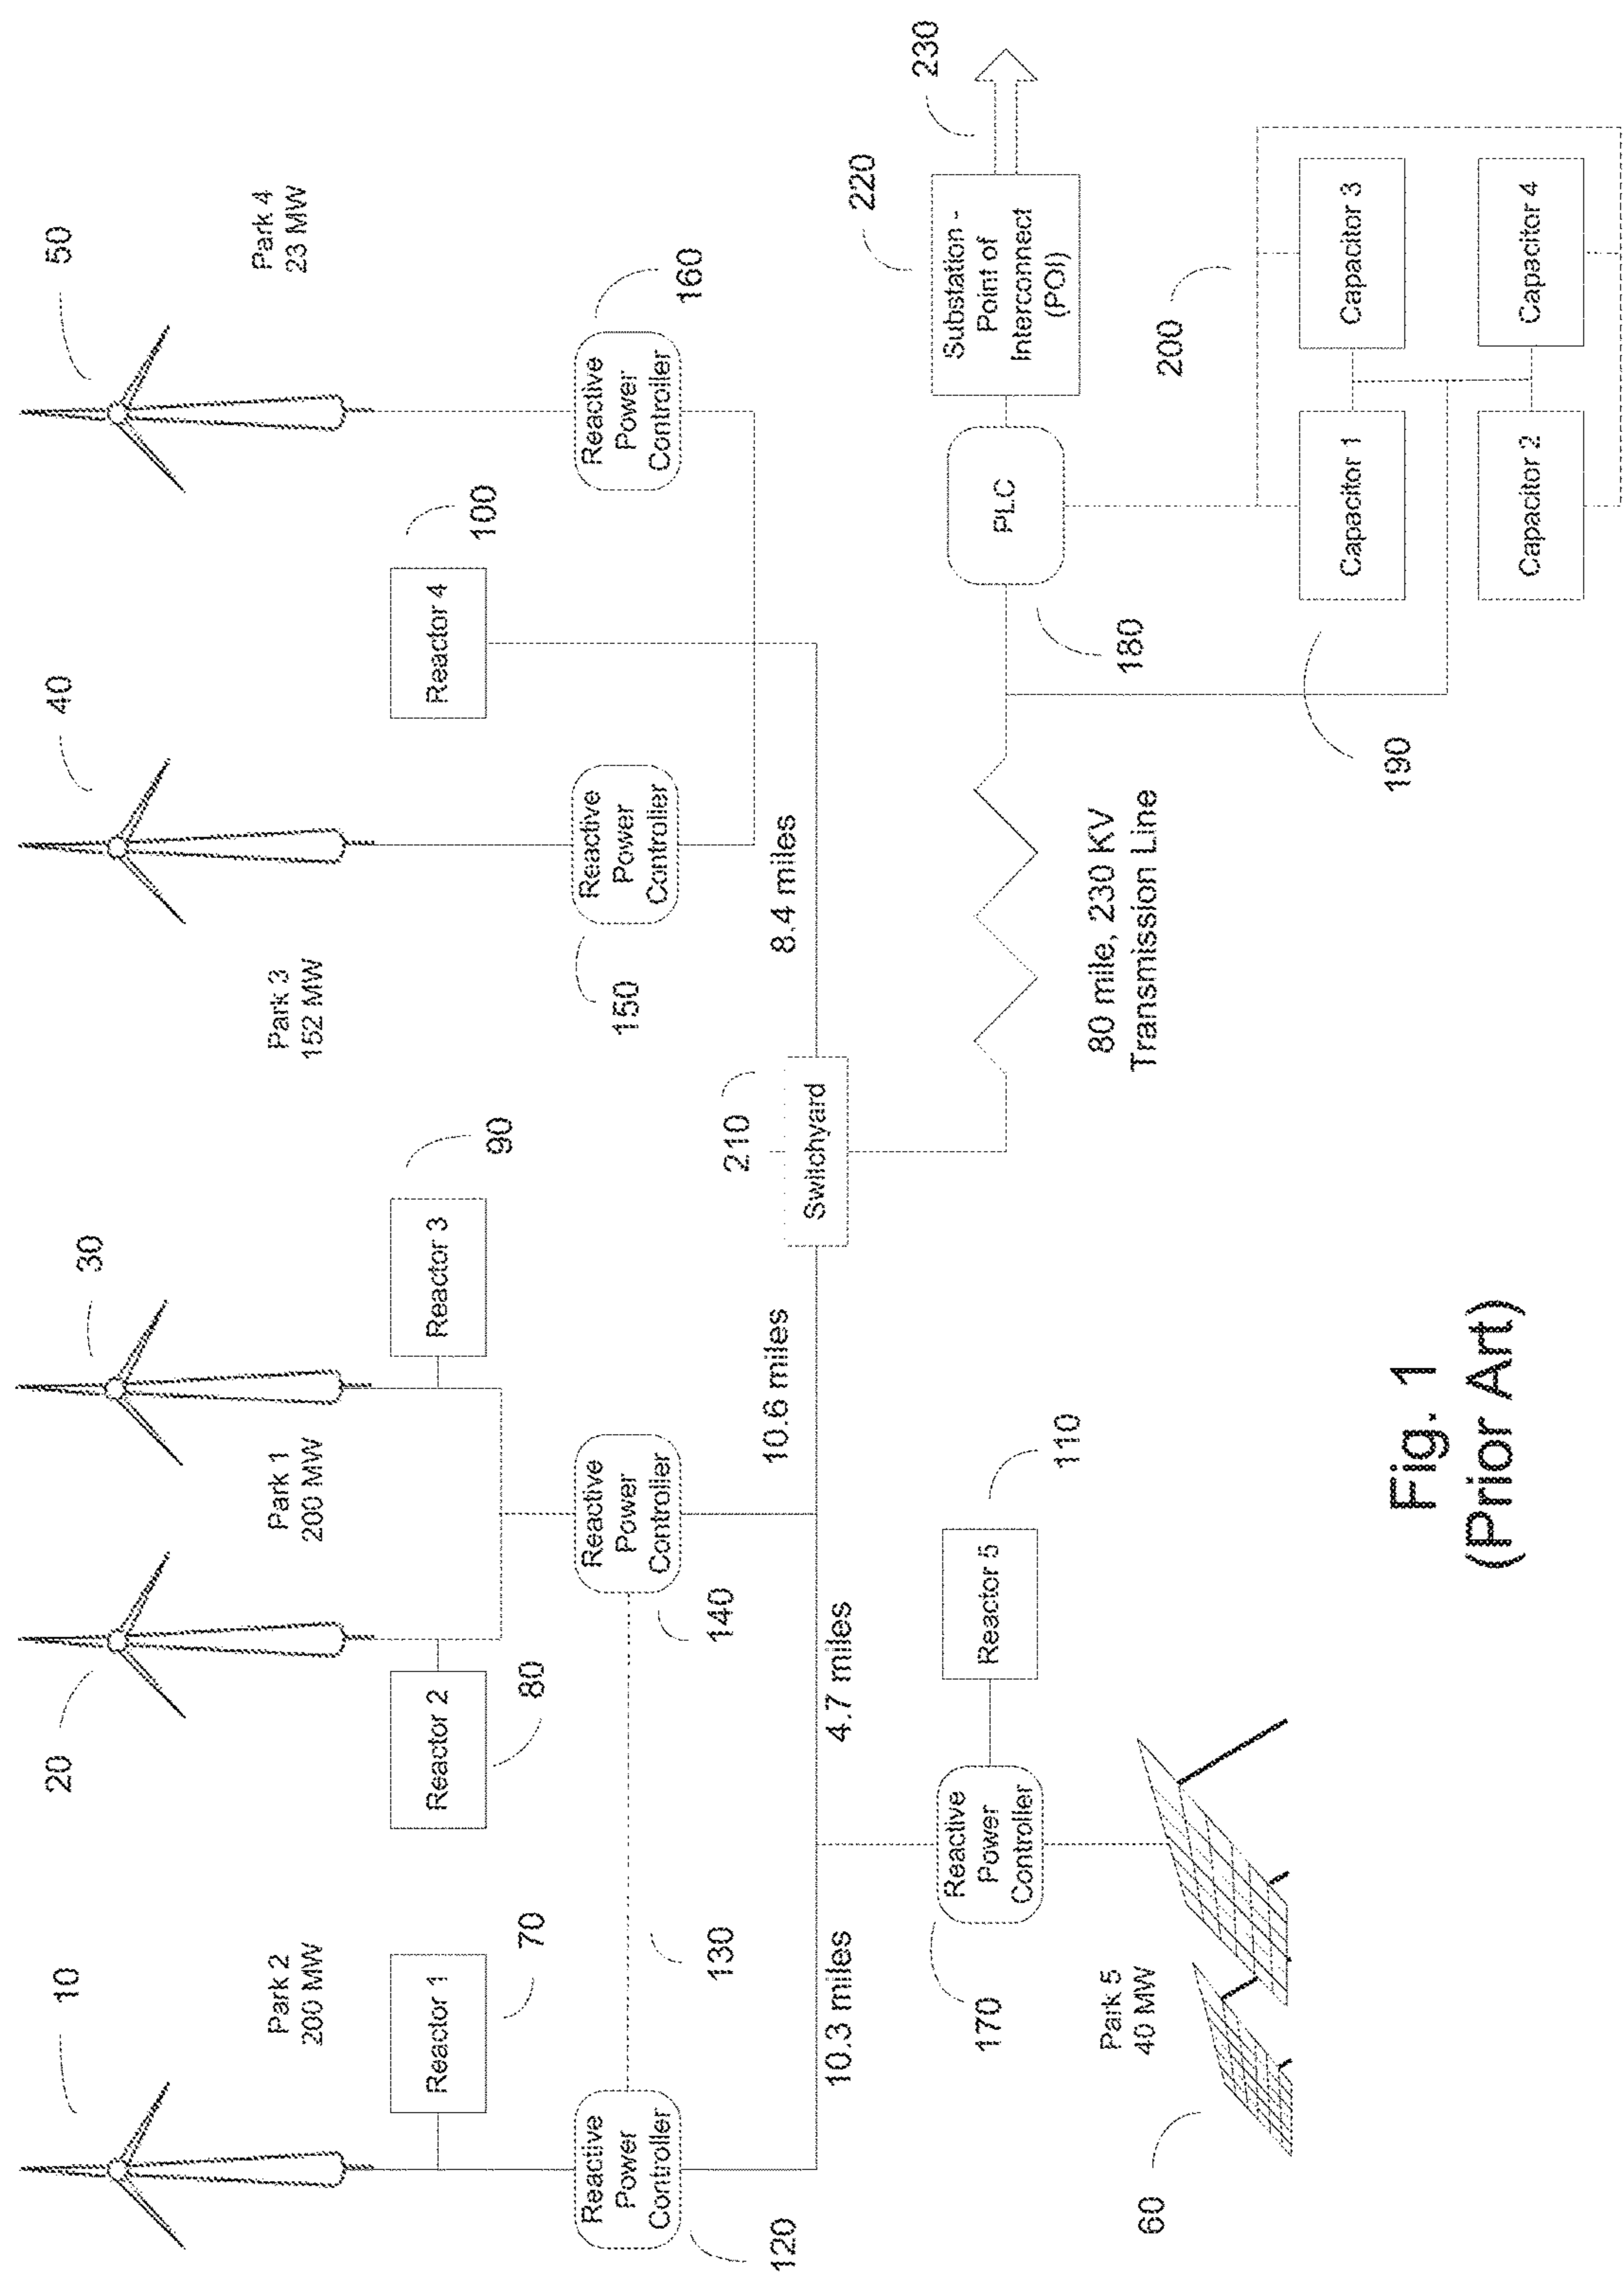 10
Park 2
200 MW
Reactor 1
70
Reactive
Power
Controller
120
130
20
Park 1
200 MW
30
Reactor 2
80
Reactor 3
90
Reactive
Power
Controller
140
40
Park 3
152 MW
Reactive
Power
Controller
150
Reactor 4
100
50
Park 4
23 MW
Reactive
Power
Controller
160
10.3 miles
4.7 miles
10.6 miles
210
Switchyard
8.4 miles
60
Park 5
40 MW
170
Reactive
Power
Controller
Reactor 5
110
80 mile, 230 KV
Transmission Line
180
PLC
220
230
Substation -
Point of
Interconnect
(POI)
190
200
Capacitor 1
Capacitor 3
Capacitor 2
Capacitor 4
Fig. 1
(Prior Art)